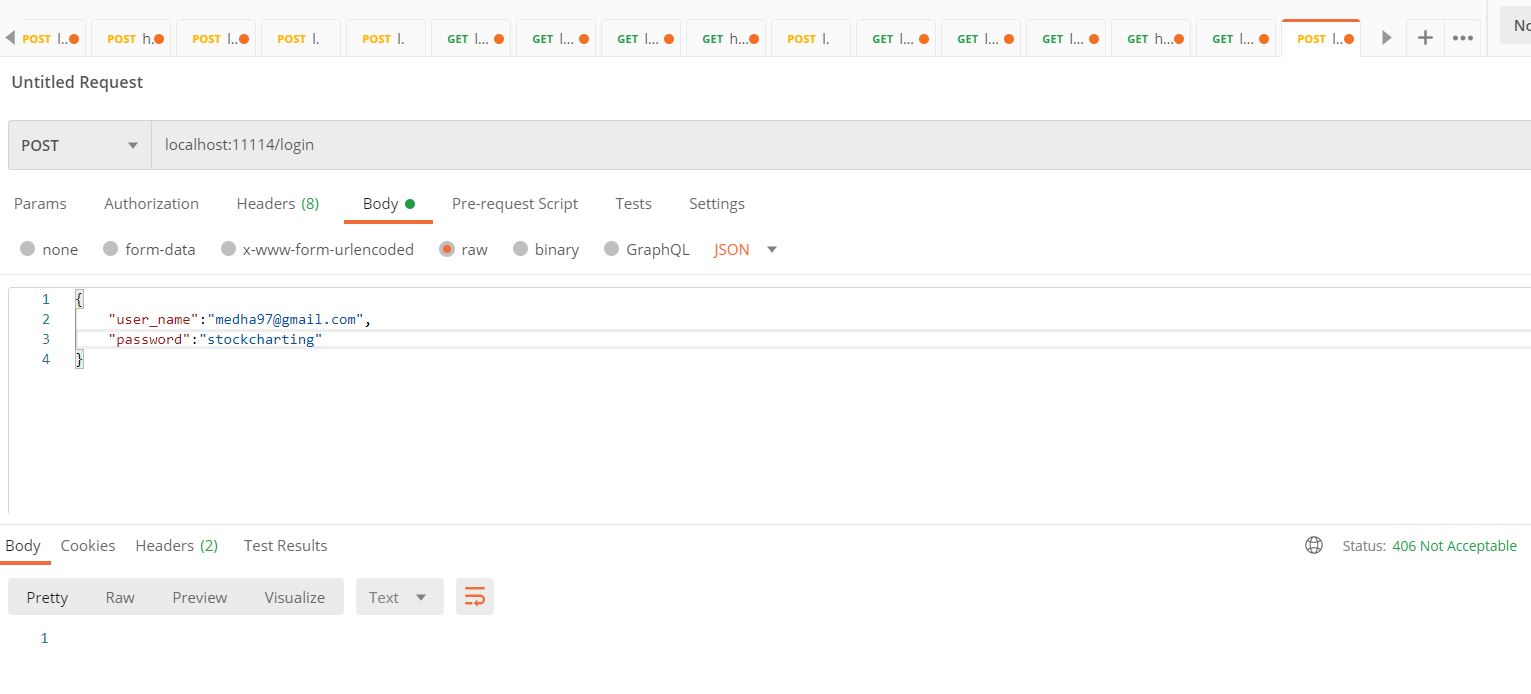 POST l.. POST h. POST l.. POST l. POST l. GET l... GET l... GET l... GET h... POST l. GET l... GET l... GET l... GET h... GET l... POST l.. + ••• No
Untitled Request
POST localhost:11114/login
Params Authorization Headers (8) Body Pre-request Script Tests Settings
none form-data x-www-form-urlencoded raw binary GraphQL JSON
1 {
2 "user_name":"medha97@gmail.com",
3 "password":"stockcharting"
4 }
Body Cookies Headers (2) Test Results Status: 406 Not Acceptable
Pretty Raw Preview Visualize Text
1